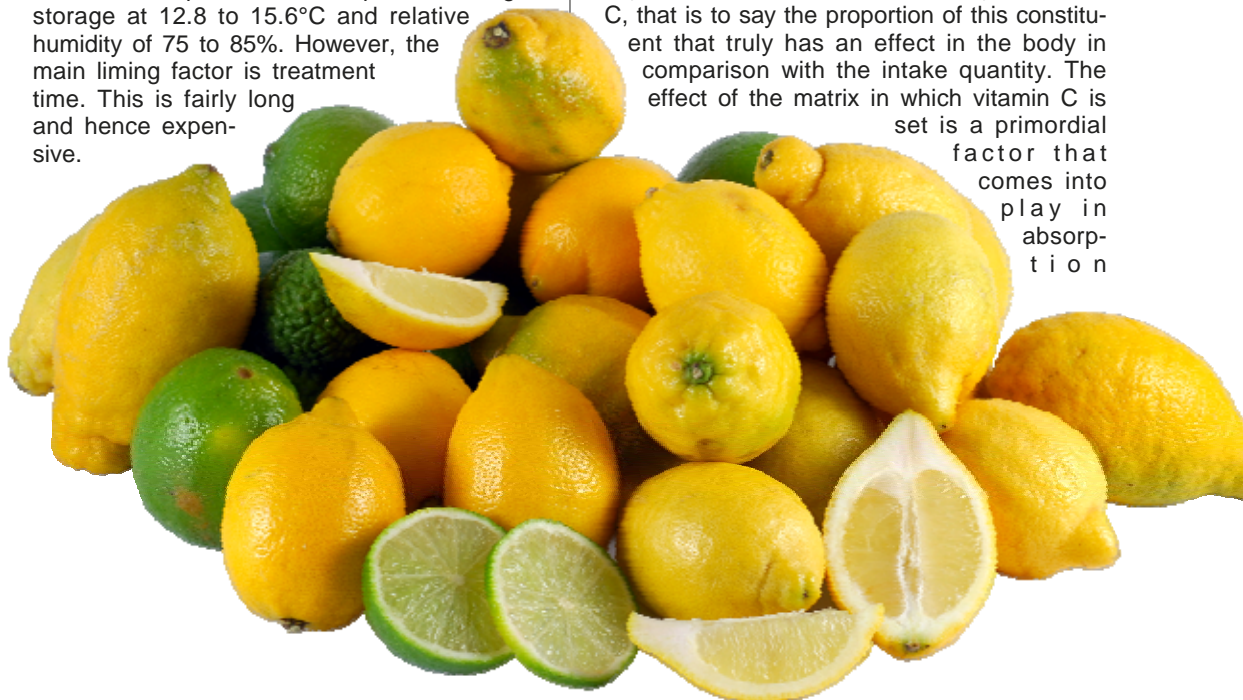 storage at 12.8 to 15.6°C and relative
humidity of 75 to 85%. However, the
main liming factor is treatment
time. This is fairly long
and hence expen-
sive.
C, that is to say the proportion of this constitu-
ent that truly has an effect in the body in
comparison with the intake quantity. The
effect of the matrix in which vitamin C is
set is a primordial
factor that
comes into
play in
absorp-
tion